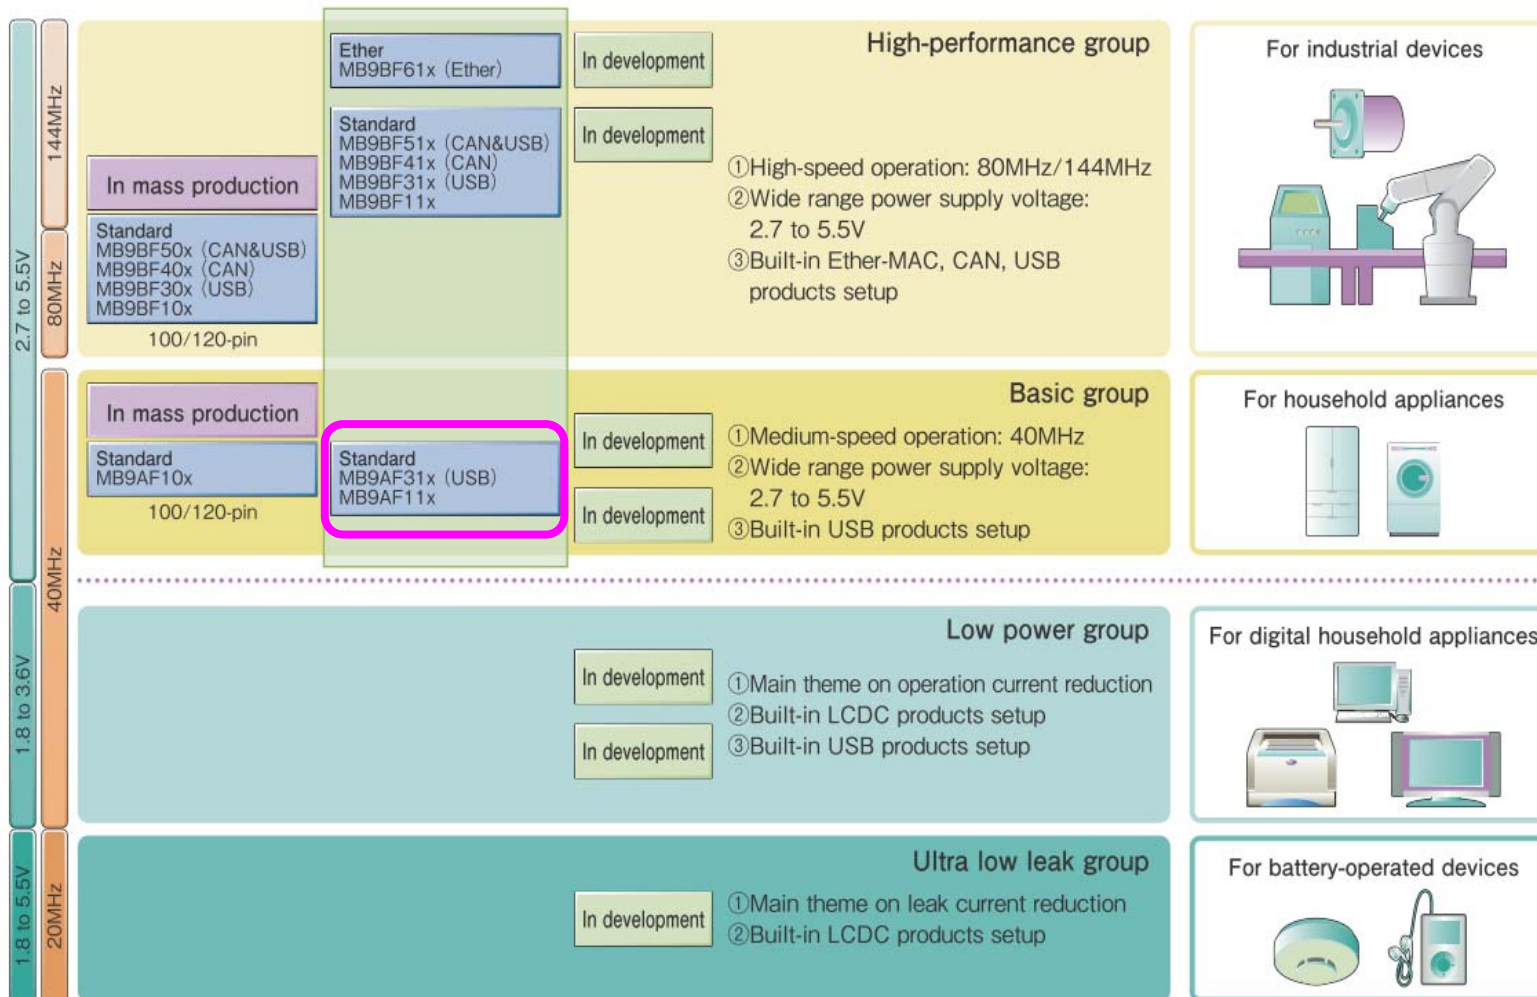 2.7 to 5.5V
1.8 to 3.6V
1.8 to 5.5V
144MHz
80MHz
40MHz
20MHz
In mass production
Standard
MB9BF50x (CAN&USB)
MB9BF40x (CAN)
MB9BF30x (USB)
MB9BF10x
100/120-pin
Ether
MB9BF61x (Ether)
Standard
MB9BF51x (CAN&USB)
MB9BF41x (CAN)
MB9BF31x (USB)
MB9BF11x
In development
In development
High-performance group
①High-speed operation: 80MHz/144MHz
②Wide range power supply voltage:
2.7 to 5.5V
③Built-in Ether-MAC, CAN, USB
products setup
For industrial devices
In mass production
Standard
MB9AF10x
100/120-pin
Standard
MB9AF31x (USB)
MB9AF11x
In development
In development
Basic group
①Medium-speed operation: 40MHz
②Wide range power supply voltage:
2.7 to 5.5V
③Built-in USB products setup
For household appliances
In development
In development
Low power group
①Main theme on operation current reduction
②Built-in LCDC products setup
③Built-in USB products setup
For digital household appliances
In development
Ultra low leak group
①Main theme on leak current reduction
②Built-in LCDC products setup
For battery-operated devices